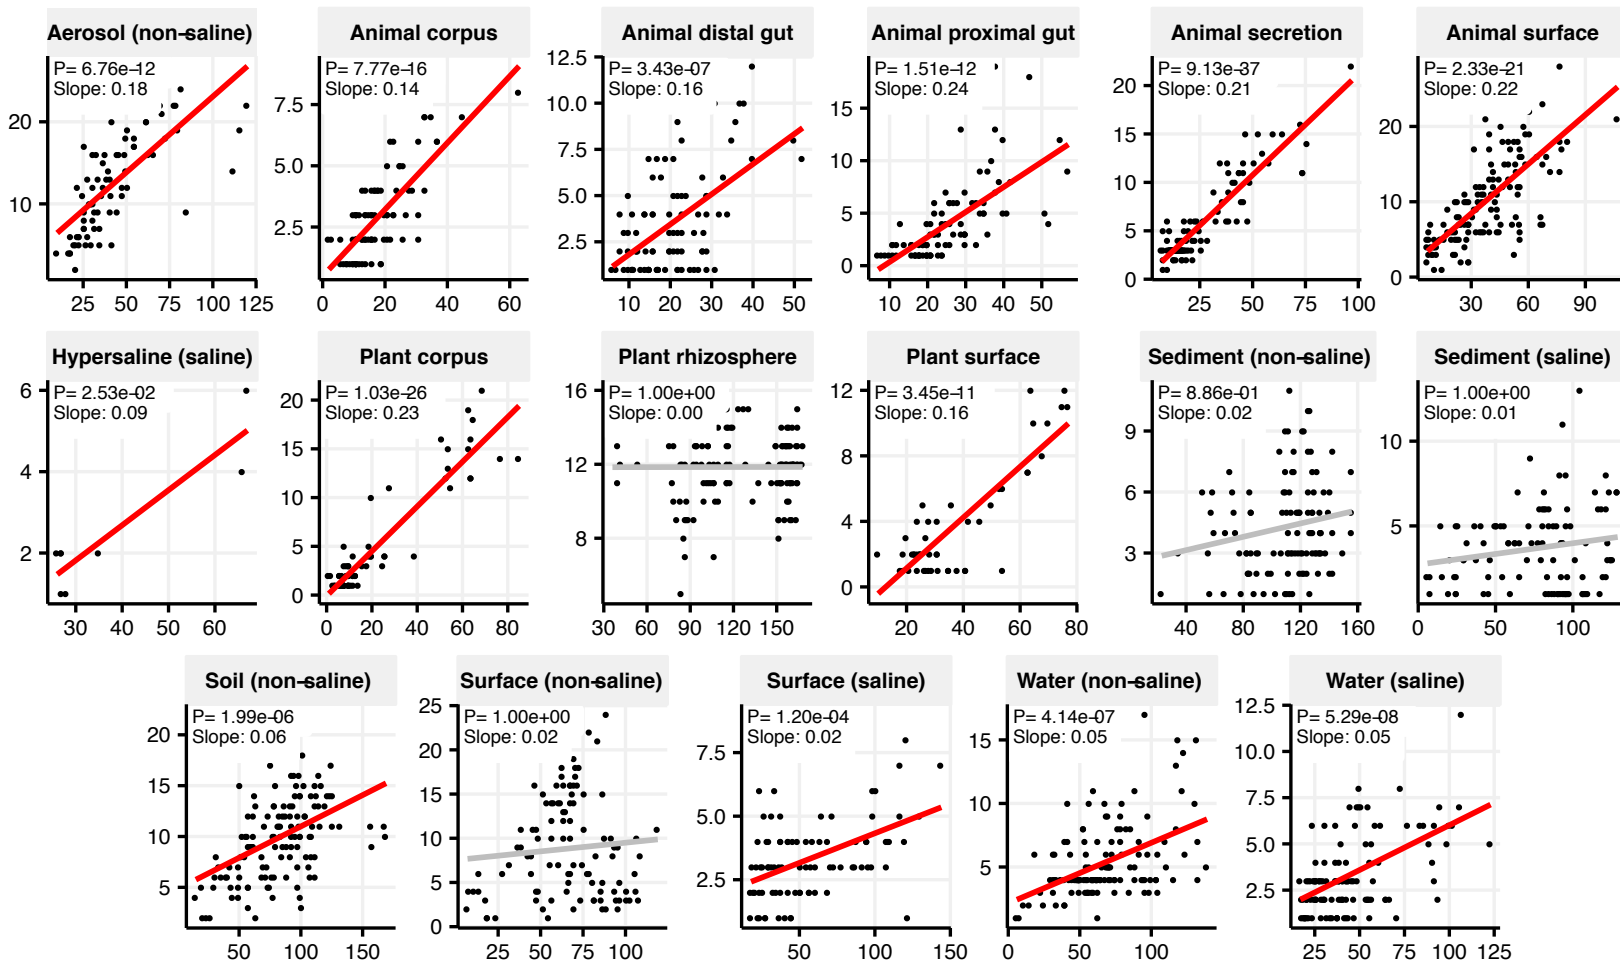 Aerosol (non-saline)
P= 6.76e-12
Slope: 0.18
20
10
25 50 75 100 125
Animal corpus
P= 7.77e-16
Slope: 0.14
7.5
5.0
2.5
0 20 40 60
Animal distal gut
12.5
P= 3.43e-07
Slope: 0.16
10.0
7.5
5.0
2.5
10 20 30 40 50
Animal proximal gut
P= 1.51e-12
Slope: 0.24
15
10
5
0
10 20 30 40 50
Animal secretion
P= 9.13e-37
Slope: 0.21
20
15
10
5
0
25 50 75 100
Animal surface
P= 2.33e-21
Slope: 0.22
20
10
0
30 60 90
Hypersaline (saline)
P= 2.53e-02
Slope: 0.09
6
4
2
30 40 50 60
Plant corpus
P= 1.03e-26
Slope: 0.23
20
15
10
5
0
0 20 40 60 80
Plant rhizosphere
P= 1.00e+00
Slope: 0.00
16
14
12
10
8
30 60 90 120 150
Plant surface
P= 3.45e-11
Slope: 0.16
12
8
4
0
20 40 60 80
Sediment (non-saline)
P= 8.86e-01
Slope: 0.02
9
6
3
40 80 120 160
Sediment (saline)
P= 1.00e+00
Slope: 0.01
10
5
0 50 100
Soil (non-saline)
P= 1.99e-06
Slope: 0.06
20
15
10
5
50 100 150
Surface (non-saline)
25
P= 1.00e+00
Slope: 0.02
20
15
10
5
0
25 50 75 100
Surface (saline)
P= 1.20e-04
Slope: 0.02
7.5
5.0
2.5
50 100 150
Water (non-saline)
P= 4.14e-07
Slope: 0.05
15
10
5
0 50 100
Water (saline)
12.5
P= 5.29e-08
Slope: 0.05
10.0
7.5
5.0
2.5
25 50 75 100 125